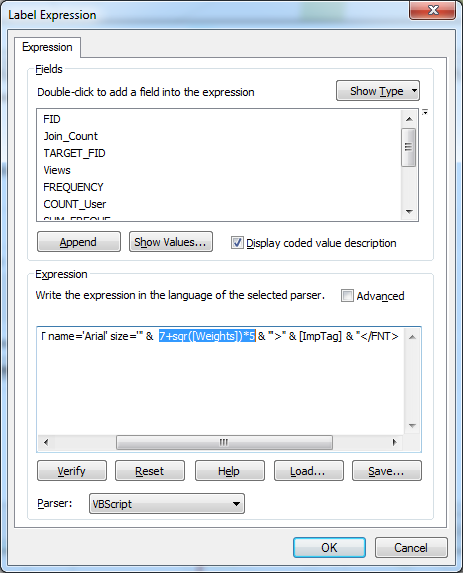 Label Expression
Expression
Fields
Double-click to add a field into the expression
Show Type
FID
Join_Count
TARGET_FID
Views
FREQUENCY
COUNT_User
SUM_FREQUE
Append
Show Values...
Display coded value description
Expression
Write the expression in the language of the selected parser.
Advanced
T name='Arial' size='" & 7+sqr([Weights])*5 & "'>" & [ImpTag] & "</FNT>
Verify
Reset
Help
Load...
Save...
Parser:
VBScript
OK
Cancel